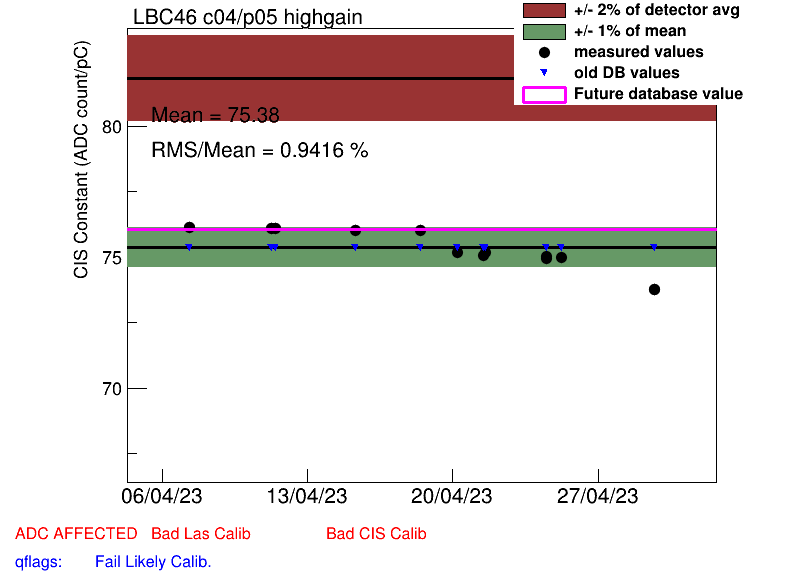 LBC46 c04/p05 highgain
+/- 2% of detector avg
+/- 1% of mean
measured values
old DB values
Future database value
CIS Constant (ADC count/pC)
Mean = 75.38
RMS/Mean = 0.9416 %
80
75
70
06/04/23 13/04/23 20/04/23 27/04/23
ADC AFFECTED Bad Las Calib Bad CIS Calib
qflags: Fail Likely Calib.